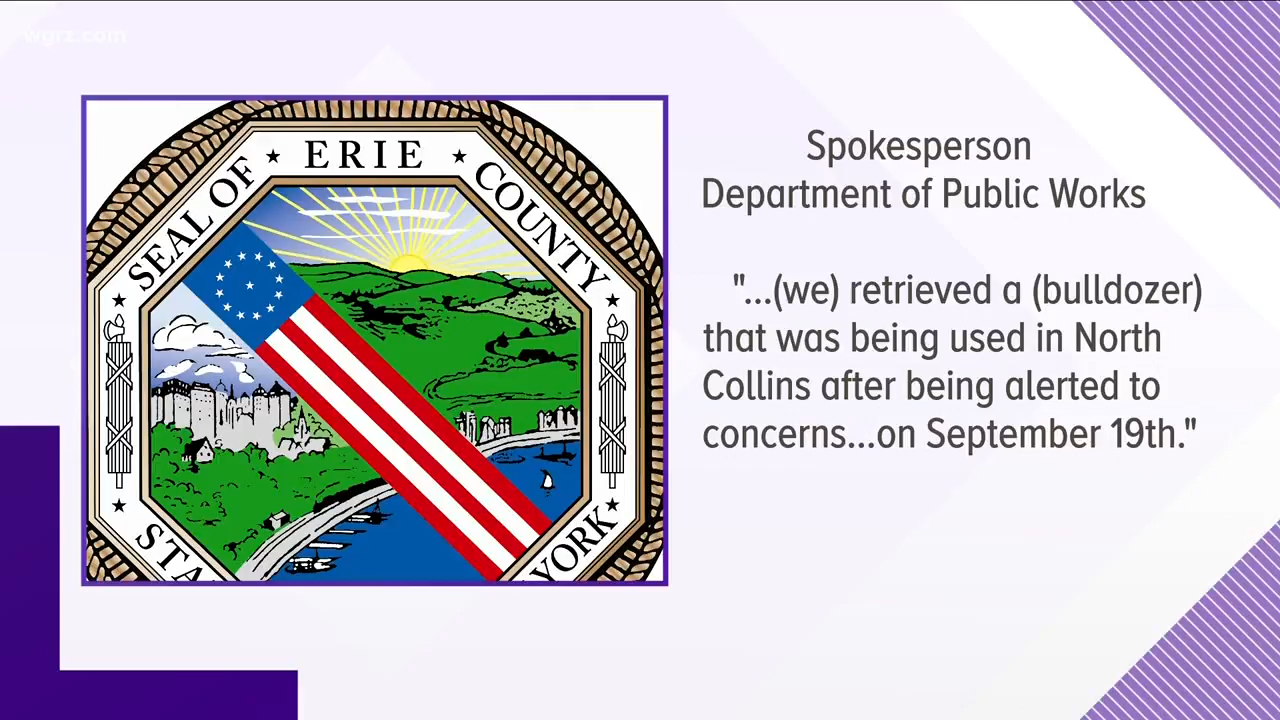 wgrz.com
SEAL OF ★ ERIE ★ COUNTY
STA
YORK
Spokesperson
Department of Public Works
"...(we) retrieved a (bulldozer)
that was being used in North
Collins after being alerted to
concerns...on September 19th."